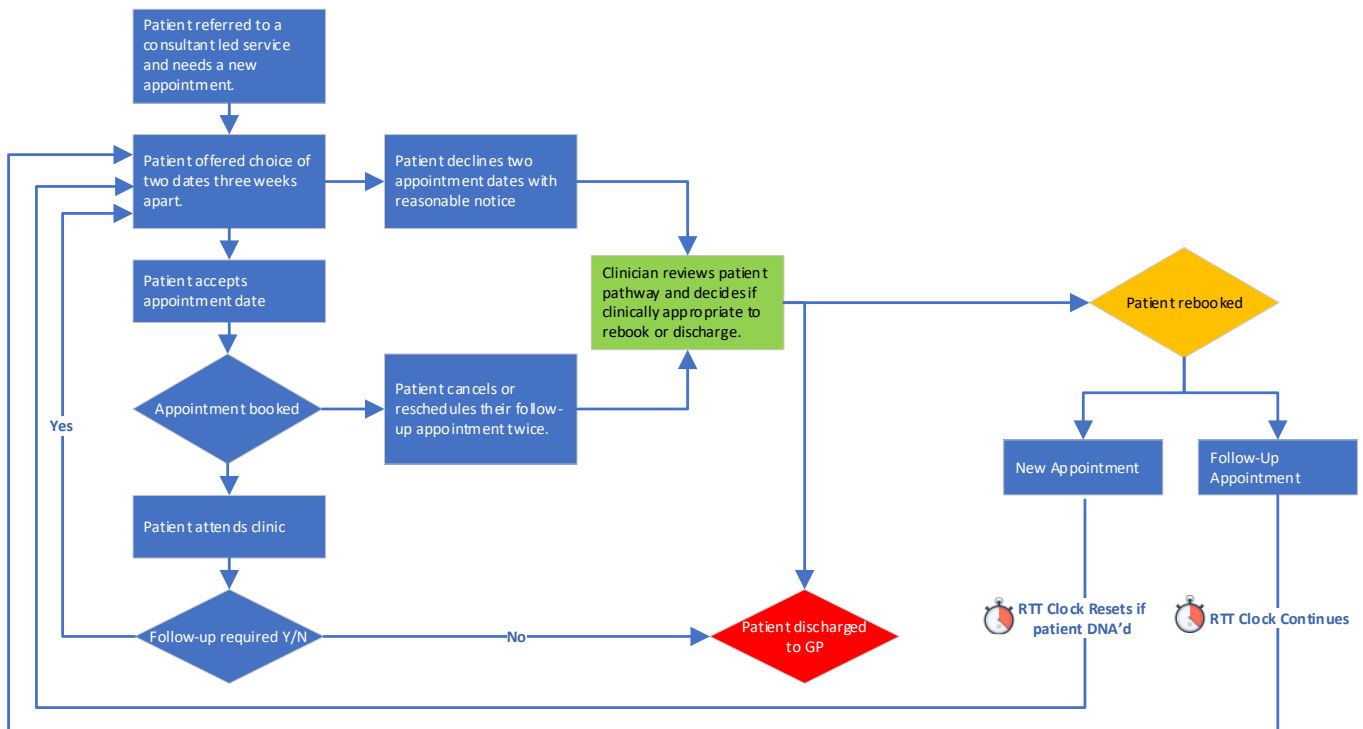 Patient referred to a
consultant led service
and needs a new
appointment.
Patient offered choice of
two dates three weeks
apart.
Patient declines two
appointment dates with
reasonable notice
Patient accepts
appointment date
Clinician reviews patient
pathway and decides if
clinically appropriate to
rebook or discharge.
Patient rebooked
Appointment booked
Patient cancels or
reschedules their follow-
up appointment twice.
Yes
New Appointment
Follow-Up
Appointment
Patient attends clinic
Follow-up required Y/N
No
Patient discharged
to GP
RTT Clock Resets if
patient DNA’d
RTT Clock Continues